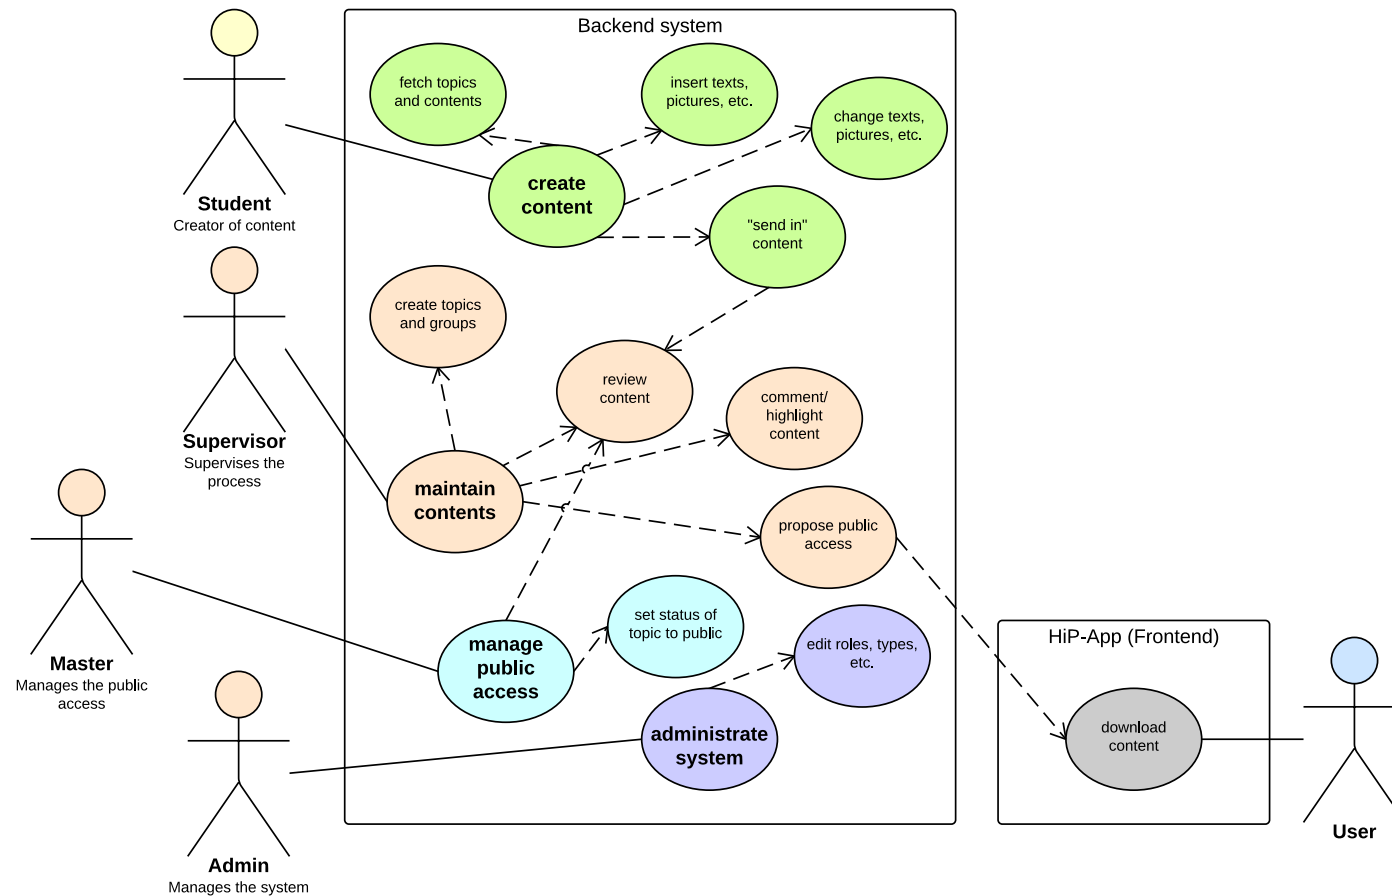 Backend system
fetch topics
and contents
insert texts,
pictures, etc.
change texts,
pictures, etc.
create
content
"send in"
content
Student
Creator of content
create topics
and groups
review
content
comment/
highlight
content
Supervisor
Supervises the
process
maintain
contents
propose public
access
set status of
topic to public
edit roles, types,
etc.
manage
public
access
Master
Manages the public
access
administrate
system
HiP-App (Frontend)
download
content
User
Admin
Manages the system